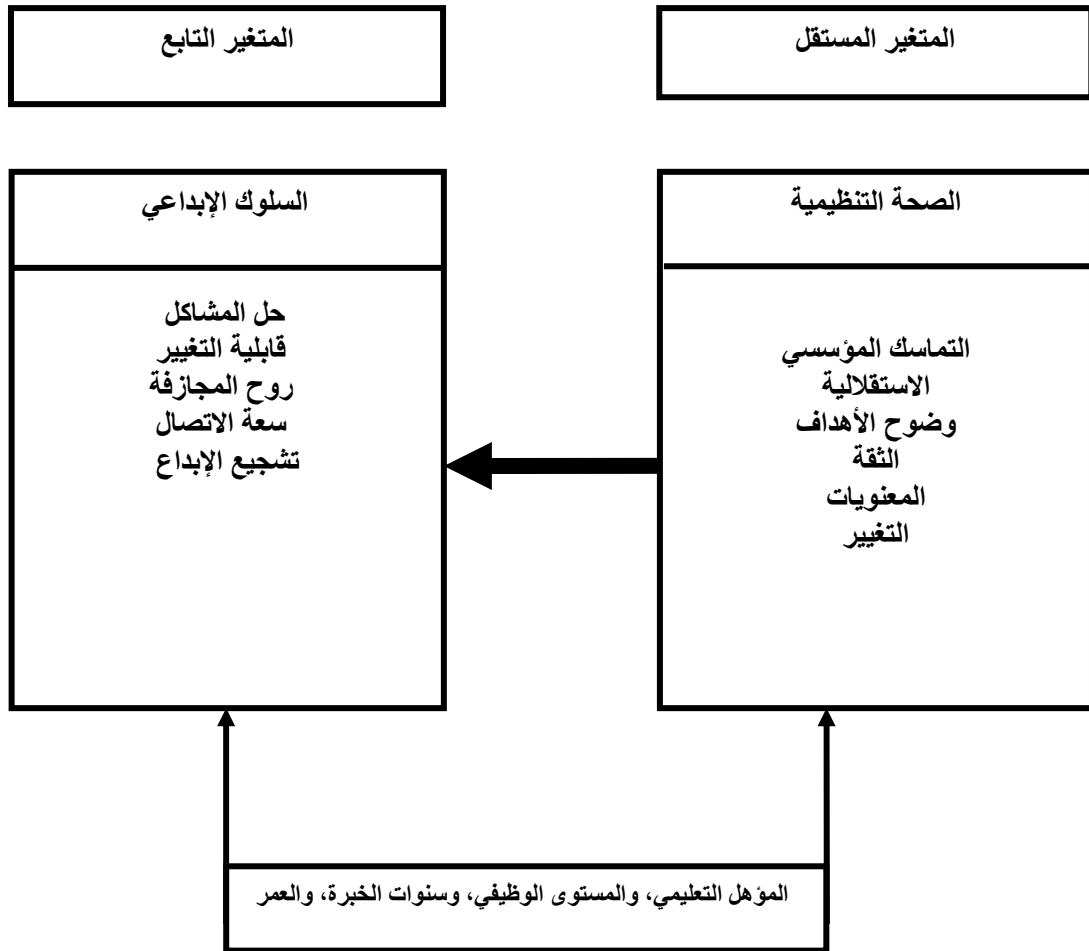 المتغير المستقل
المتغير التابع
الصحة التنظيمية
التماسك المؤسسي
الاستقلالية
وضوح الأهداف
الثقة
المعنويات
التغيير
السلوك الإبداعي
حل المشاكل
قابلية التغيير
روح المجازفة
سعة الاتصال
تشجيع الإبداع
المؤهل التعليمي، والمستوى الوظيفي، وسنوات الخبرة، والعمر